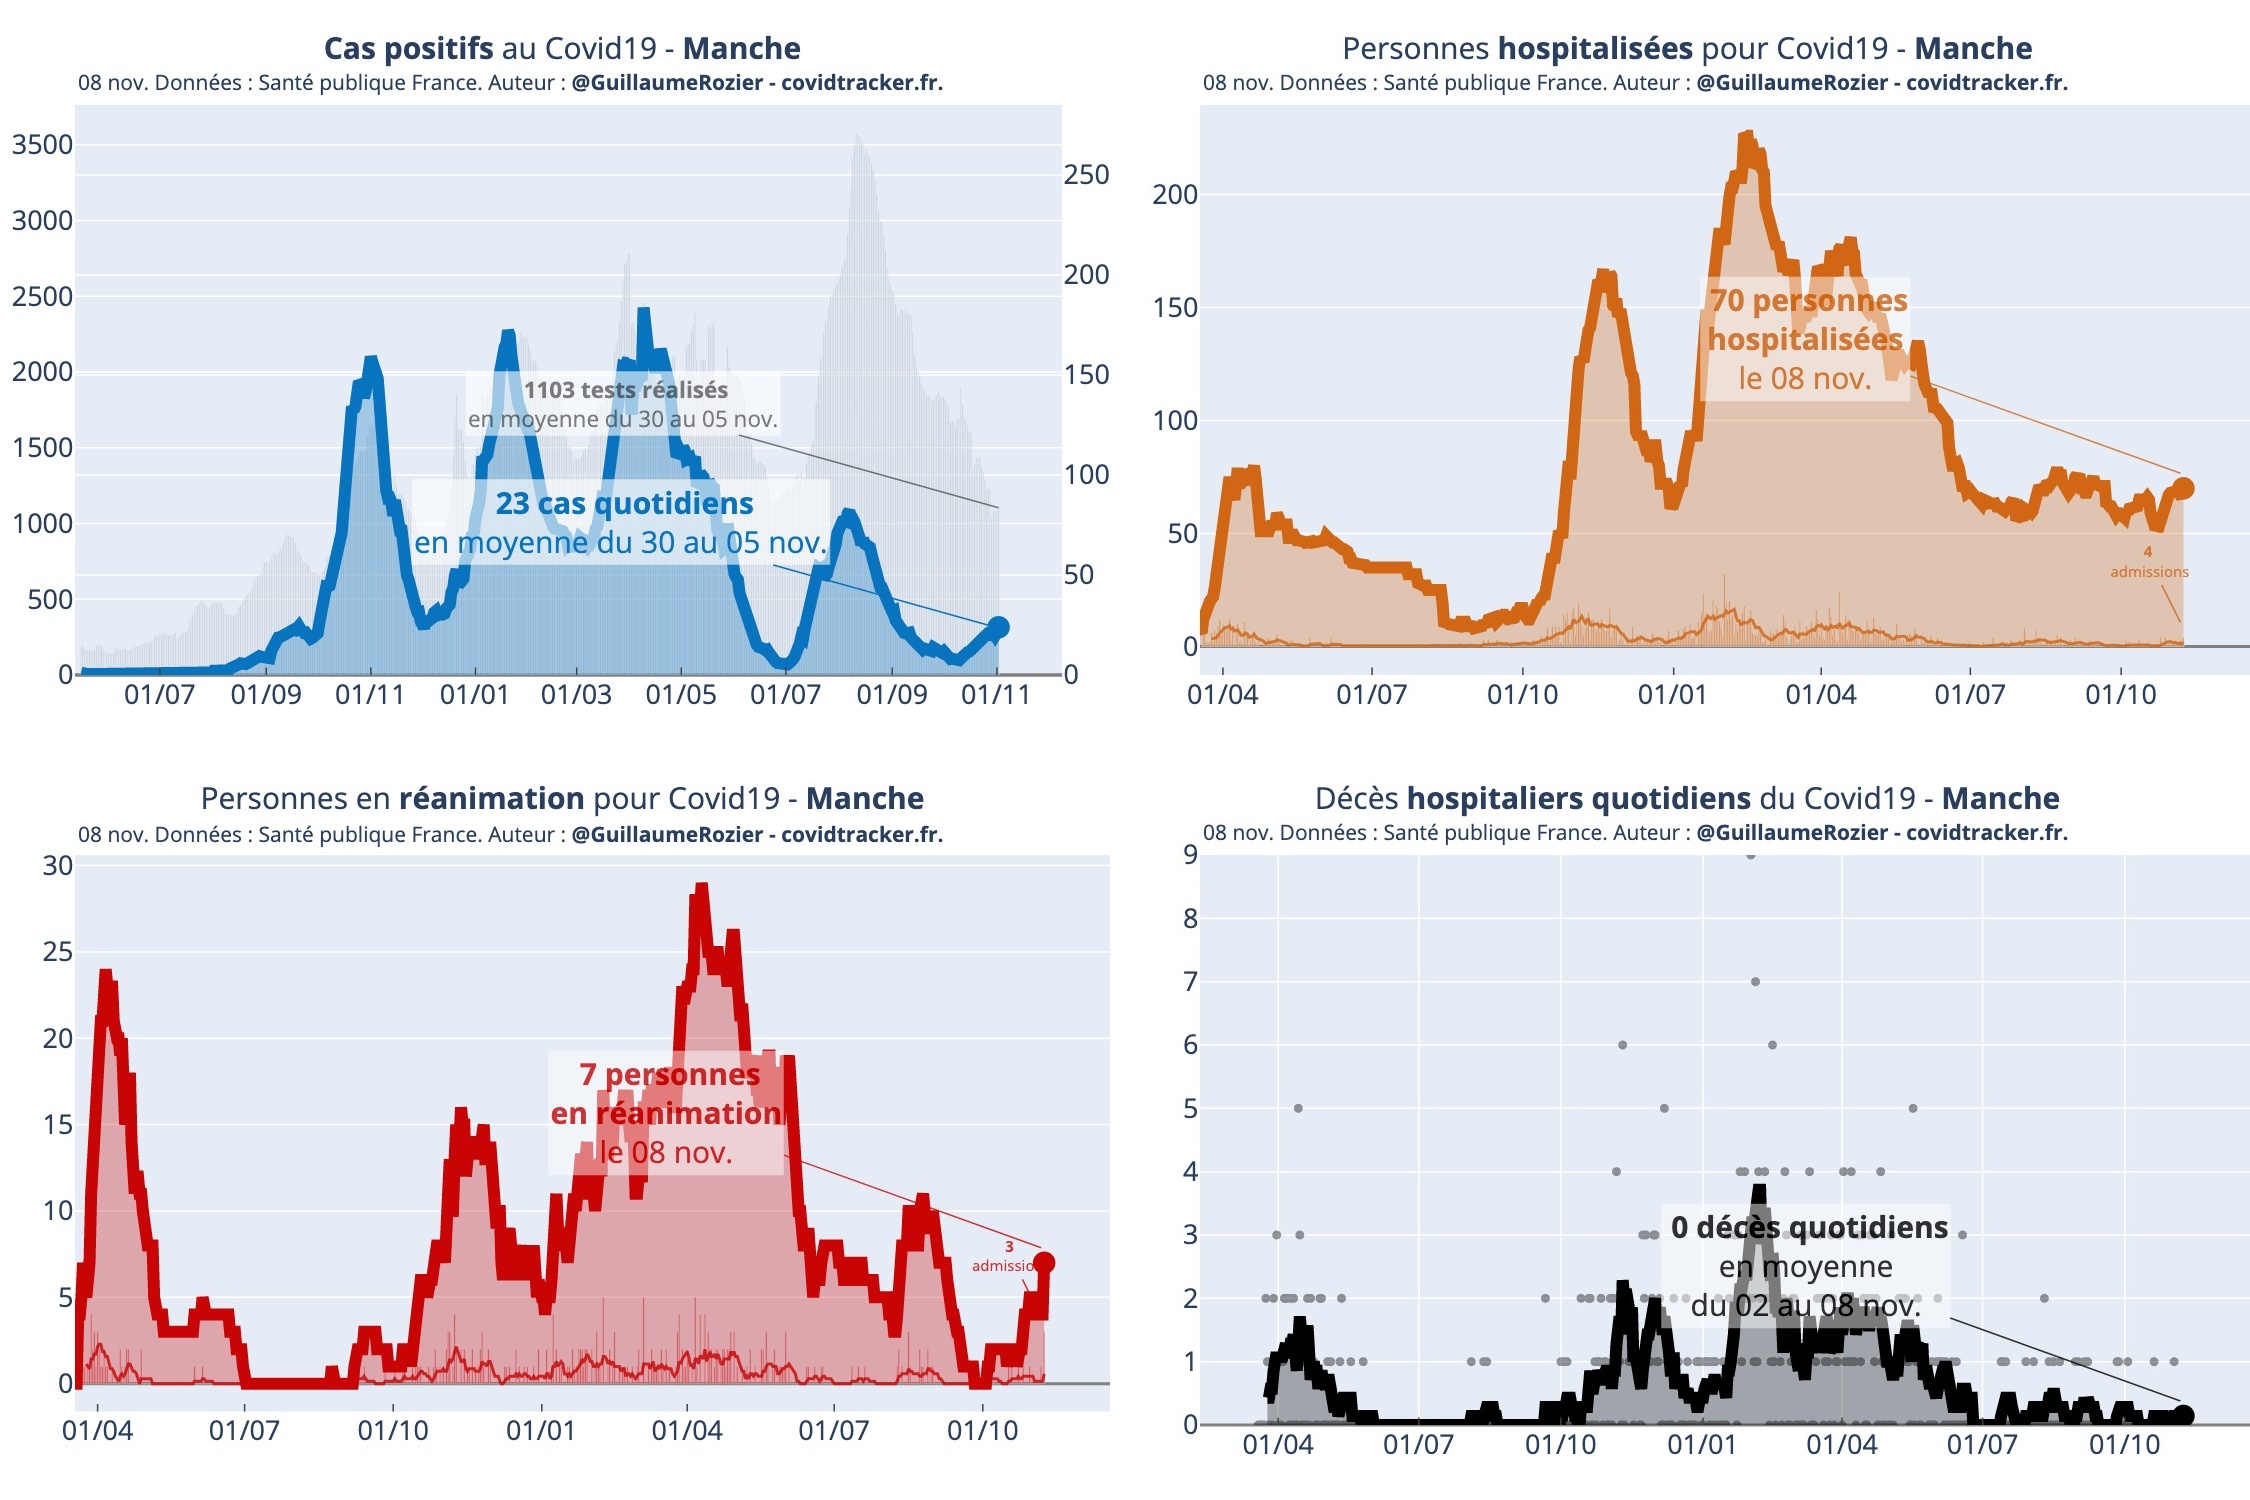 Cas positifs au Covid19 - Manche
08 nov. Données : Santé publique France. Auteur : @GuillaumeRozier - covidtracker.fr.
3500
3000
2500
2000
1500
1000
500
0
250
200
150
100
50
0
1103 tests réalisés
en moyenne du 30 au 05 nov.
23 cas quotidiens
en moyenne du 30 au 05 nov.
01/07 01/09 01/11 01/01 01/03 01/05 01/07 01/09 01/11
Personnes hospitalisées pour Covid19 - Manche
08 nov. Données : Santé publique France. Auteur : @GuillaumeRozier - covidtracker.fr.
200
150
100
50
0
70 personnes
hospitalisées
le 08 nov.
4
admissions
01/04 01/07 01/10 01/01 01/04 01/07 01/10
Personnes en réanimation pour Covid19 - Manche
08 nov. Données : Santé publique France. Auteur : @GuillaumeRozier - covidtracker.fr.
30
25
20
15
10
5
0
7 personnes
en réanimation
le 08 nov.
3
admissio
01/04 01/07 01/10 01/01 01/04 01/07 01/10
Décès hospitaliers quotidiens du Covid19 - Manche
08 nov. Données : Santé publique France. Auteur : @GuillaumeRozier - covidtracker.fr.
9
8
7
6
5
4
3
2
1
0
0 décès quotidiens
en moyenne
du 02 au 08 nov.
01/04 01/07 01/10 01/01 01/04 01/07 01/10